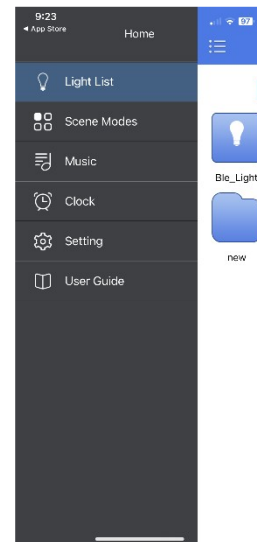 9:23
97
◀ App Store
Home
Light List
Scene Modes
Music
Clock
Setting
User Guide
Ble_Light
new